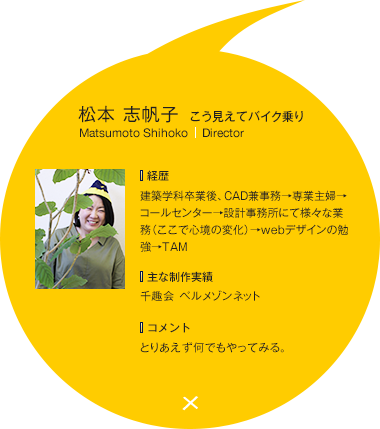 松本 志帆子 こう見えてバイク乗り
Matsumoto Shihoko | Director
経歴
建築学科卒業後、CAD兼事務→専業主婦→
コールセンター→設計事務所にて様々な業
務（ここで心境の変化）→webデザインの勉
強→TAM
主な制作実績
千趣会 ベルメゾンネット
コメント
とりあえず何でもやってみる。